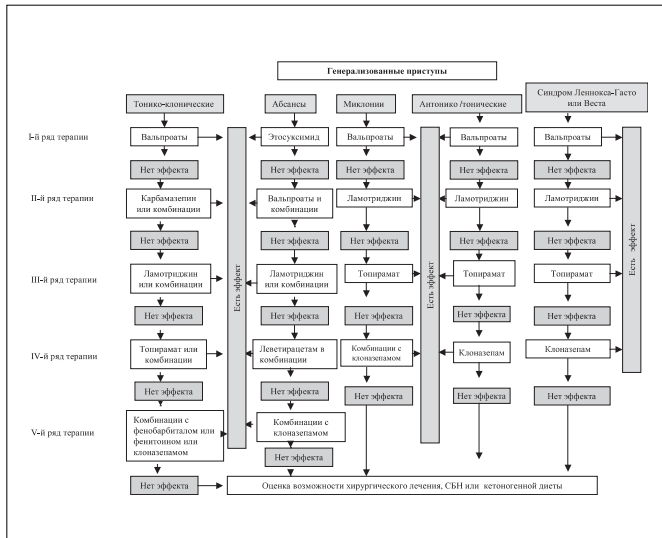 Генерализованные приступы
Тонико-клонические
Абсансы
Миклонии
Антонико /тонические
Синдром Леннокса-Гасто
или Веста
I-й ряд терапии
Вальпроаты
Этосуксимид
Вальпроаты
Вальпроаты
Вальпроаты
Нет эффекта
Нет эффекта
Нет эффекта
Нет эффекта
Нет эффекта
II-й ряд терапии
Карбамазепин
или комбинации
Вальпроаты и
комбинации
Ламотриджин
Ламотриджин
Ламотриджин
Нет эффекта
Нет эффекта
Нет эффекта
Нет эффекта
Нет эффекта
III-й ряд терапии
Ламотриджин
или комбинации
Ламотриджин
или комбинации
Топирамат
Топирамат
Топирамат
Нет эффекта
Нет эффекта
Нет эффекта
Нет эффекта
Нет эффекта
IV-й ряд терапии
Топирамат или
комбинации
Леветирацетам в
комбинации
Комбинации с
клоназепамом
Клоназепам
Клоназепам
Нет эффекта
Нет эффекта
Нет эффекта
Нет эффекта
Нет эффекта
V-й ряд терапии
Комбинации с
фенобарбиталом или
фенитоином или
клоназепамом
Комбинации с
клоназепамом
Нет эффекта
Нет эффекта
Есть эффект
Есть эффект
Есть эффект
Оценка возможности хирургического лечения, СБН или кетогенной диеты